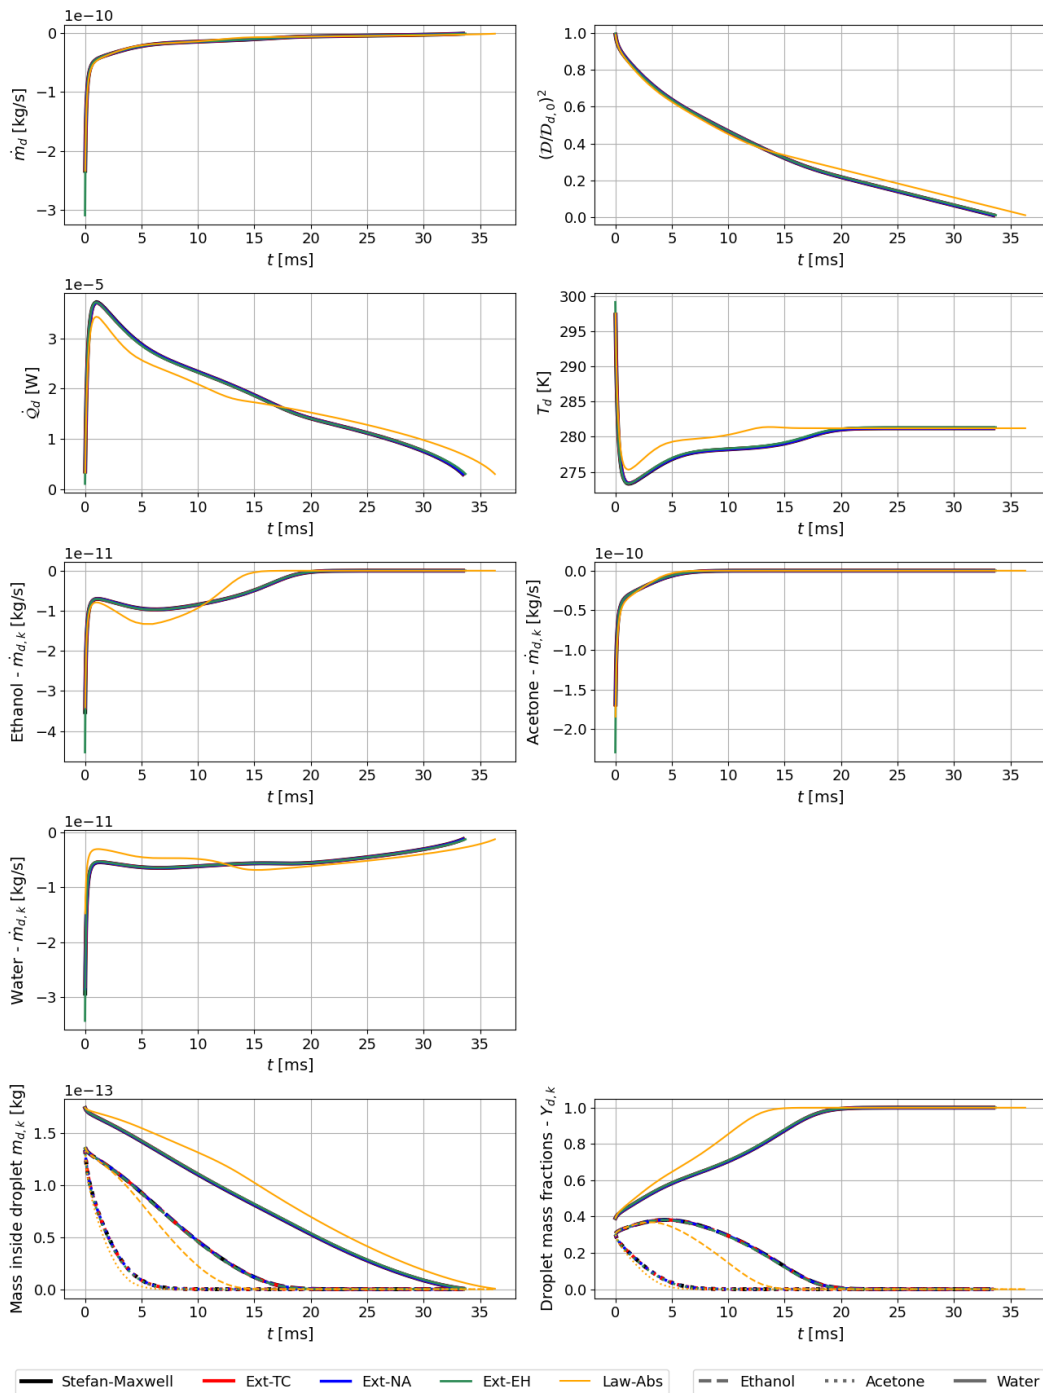 1e−10
0
−1
−2
−3
ṁ_d [kg/s]
0 5 10 15 20 25 30 35
t [ms]
1.0
0.8
0.6
0.4
0.2
0.0
(D/D_{d,0})²
0 5 10 15 20 25 30 35
t [ms]
1e−5
3
2
1
0
Q̇_d [W]
0 5 10 15 20 25 30 35
t [ms]
300
295
290
285
280
275
T_d [K]
0 5 10 15 20 25 30 35
t [ms]
1e−11
0
−1
−2
−3
−4
Ethanol - ṁ_{d,k} [kg/s]
0 5 10 15 20 25 30 35
t [ms]
1e−10
0.0
−0.5
−1.0
−1.5
−2.0
Acetone - ṁ_{d,k} [kg/s]
0 5 10 15 20 25 30 35
t [ms]
1e−11
0
−1
−2
−3
Water - ṁ_{d,k} [kg/s]
0 5 10 15 20 25 30 35
t [ms]
1e−13
1.5
1.0
0.5
0.0
Mass inside droplet m_{d,k} [kg]
0 5 10 15 20 25 30 35
t [ms]
1.0
0.8
0.6
0.4
0.2
0.0
Droplet mass fractions - Y_{d,k}
0 5 10 15 20 25 30 35
t [ms]
Stefan-Maxwell Ext-TC Ext-NA Ext-EH Law-Abs Ethanol Acetone Water